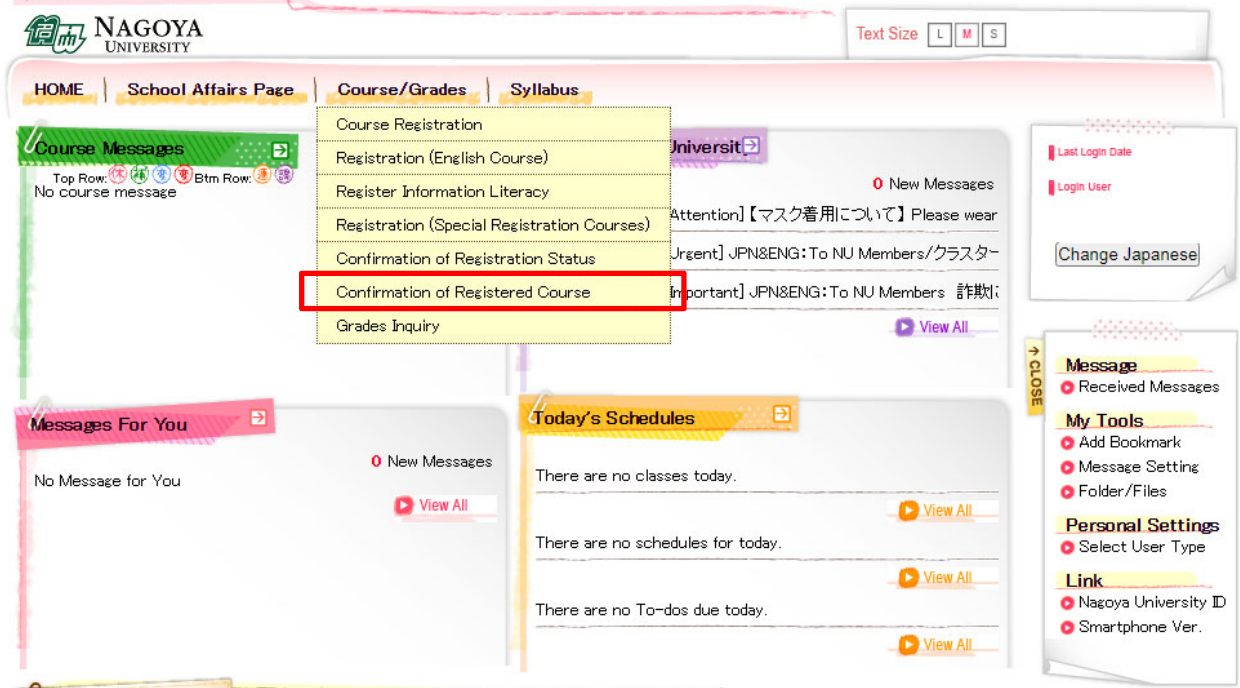 NAGOYA
UNIVERSITY
Text Size L M S
HOME School Affairs Page Course/Grades Syllabus
Course Registration
Registration (English Course)
Register Information Literacy
Registration (Special Registration Courses)
Confirmation of Registration Status
Confirmation of Registered Course
Grades Inquiry
Course Messages
Top Row: 休 補 変 変 Btm Row: 連
No course message
Universit
0 New Messages
Attention]【マスク着用について】 Please wear
Urgent] JPN&ENG:To NU Members/クラスター
Important] JPN&ENG:To NU Members 詐欺に
View All
Last Login Date
Login User
Change Japanese
Messages For You
0 New Messages
No Message for You
View All
Today's Schedules
There are no classes today.
View All
There are no schedules for today.
View All
There are no To-dos due today.
View All
→ CLOSE
Message
Received Messages
My Tools
Add Bookmark
Message Setting
Folder/Files
Personal Settings
Select User Type
Link
Nagoya University ID
Smartphone Ver.